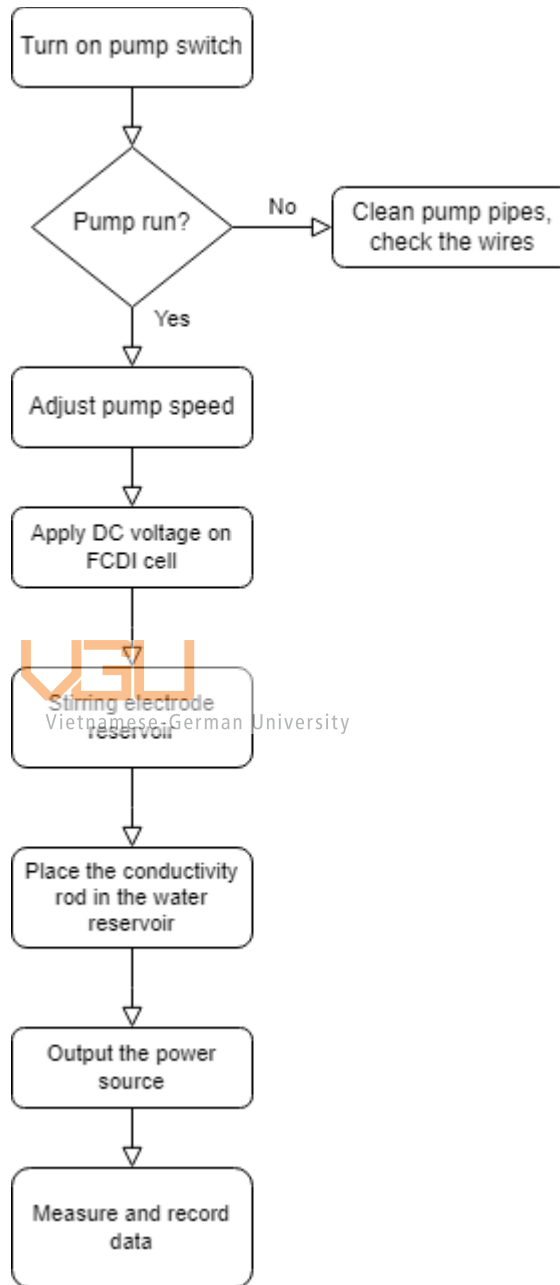 Turn on pump switch
Pump run?
No
Clean pump pipes,
check the wires
Yes
Adjust pump speed
Apply DC voltage on
FCDI cell
VGU
Stirring electrode
Vietnamese-German University
reservoir
Place the conductivity
rod in the water
reservoir
Output the power
source
Measure and record
data